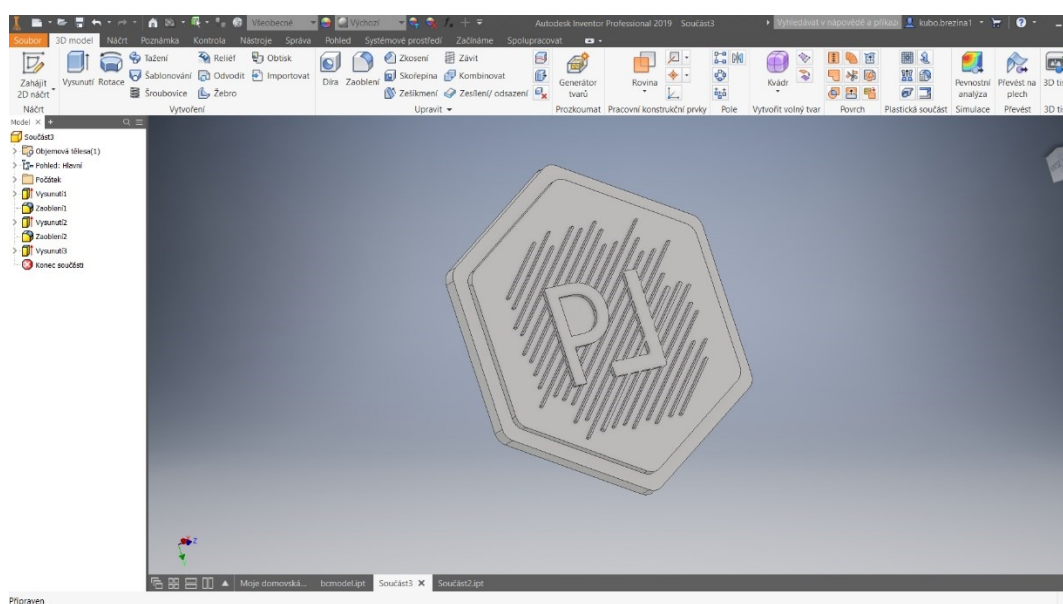 Všeobecné Výchozí Autodesk Inventor Professional 2019 Součást3 Vyhledávat v nápovědě a příkaz kubo.brezina1
Soubor 3D model Náčrt Poznámka Kontrola Nástroje Správa Pohled Systémové prostředí Začínáme Spolupracovat
Zahájit 2D náčrt Vysunutí Rotace Tažení Reliéf Obtisk Díra Zaoblení Zkosení Závit Generátor tvarů Rovina Kvádr Pevnostní analýza Převést na plech 3D
Šablonování Odvodit Importovat Skořepina Kombinovat
Šroubovice Žebro Zešikmení Zesílení/ odsazení
Náčrt Vytvoření Upravit Prozkoumat Pracovní konstrukční prvky Pole Vytvořit volný tvar Povrch Plastická součást Simulace Převést 3D
Model
Součást3
Objemová tělesa(1)
Pohled: Hlavní
Počátek
Vysunutí1
Zaoblení1
Vysunutí2
Zaoblení2
Vysunutí3
Konec součásti
Z
Moje domovská... bcmodel.ipt Součást3 Součást2.ipt
Připraven